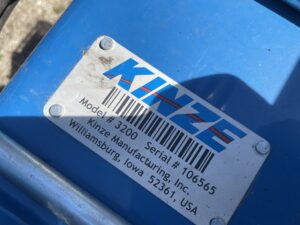 KINZE
Model # 3200 Serial # 106565
Kinze Manufacturing, Inc.
Williamsburg, Iowa 52361, USA